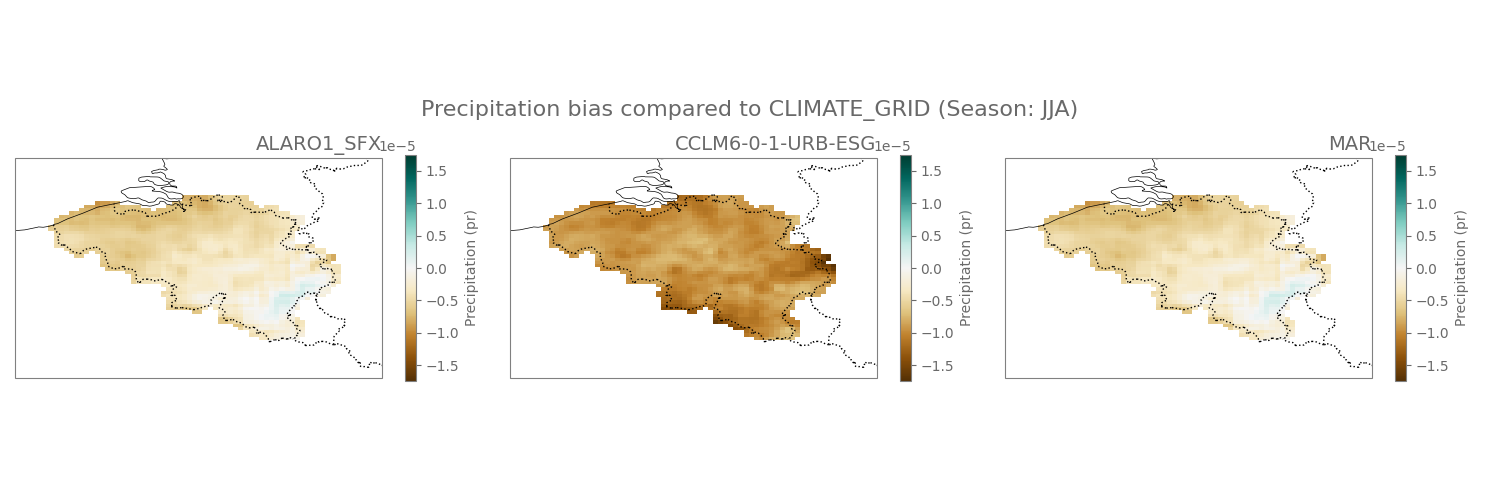 Precipitation bias compared to CLIMATE_GRID (Season: JJA)
ALARO1_SFX
1e−5
1.5
1.0
0.5
0.0
−0.5
−1.0
−1.5
Precipitation (pr)
CCLM6-0-1-URB-ESG
1e−5
1.5
1.0
0.5
0.0
−0.5
−1.0
−1.5
Precipitation (pr)
MAR
1e−5
1.5
1.0
0.5
0.0
−0.5
−1.0
−1.5
Precipitation (pr)